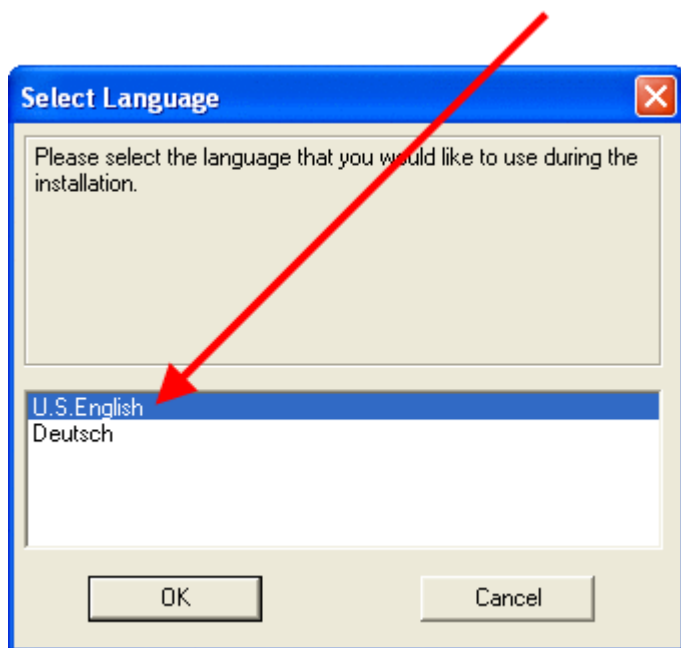 Select Language
Please select the language that you would like to use during the
installation.
U.S.English
Deutsch
OK
Cancel